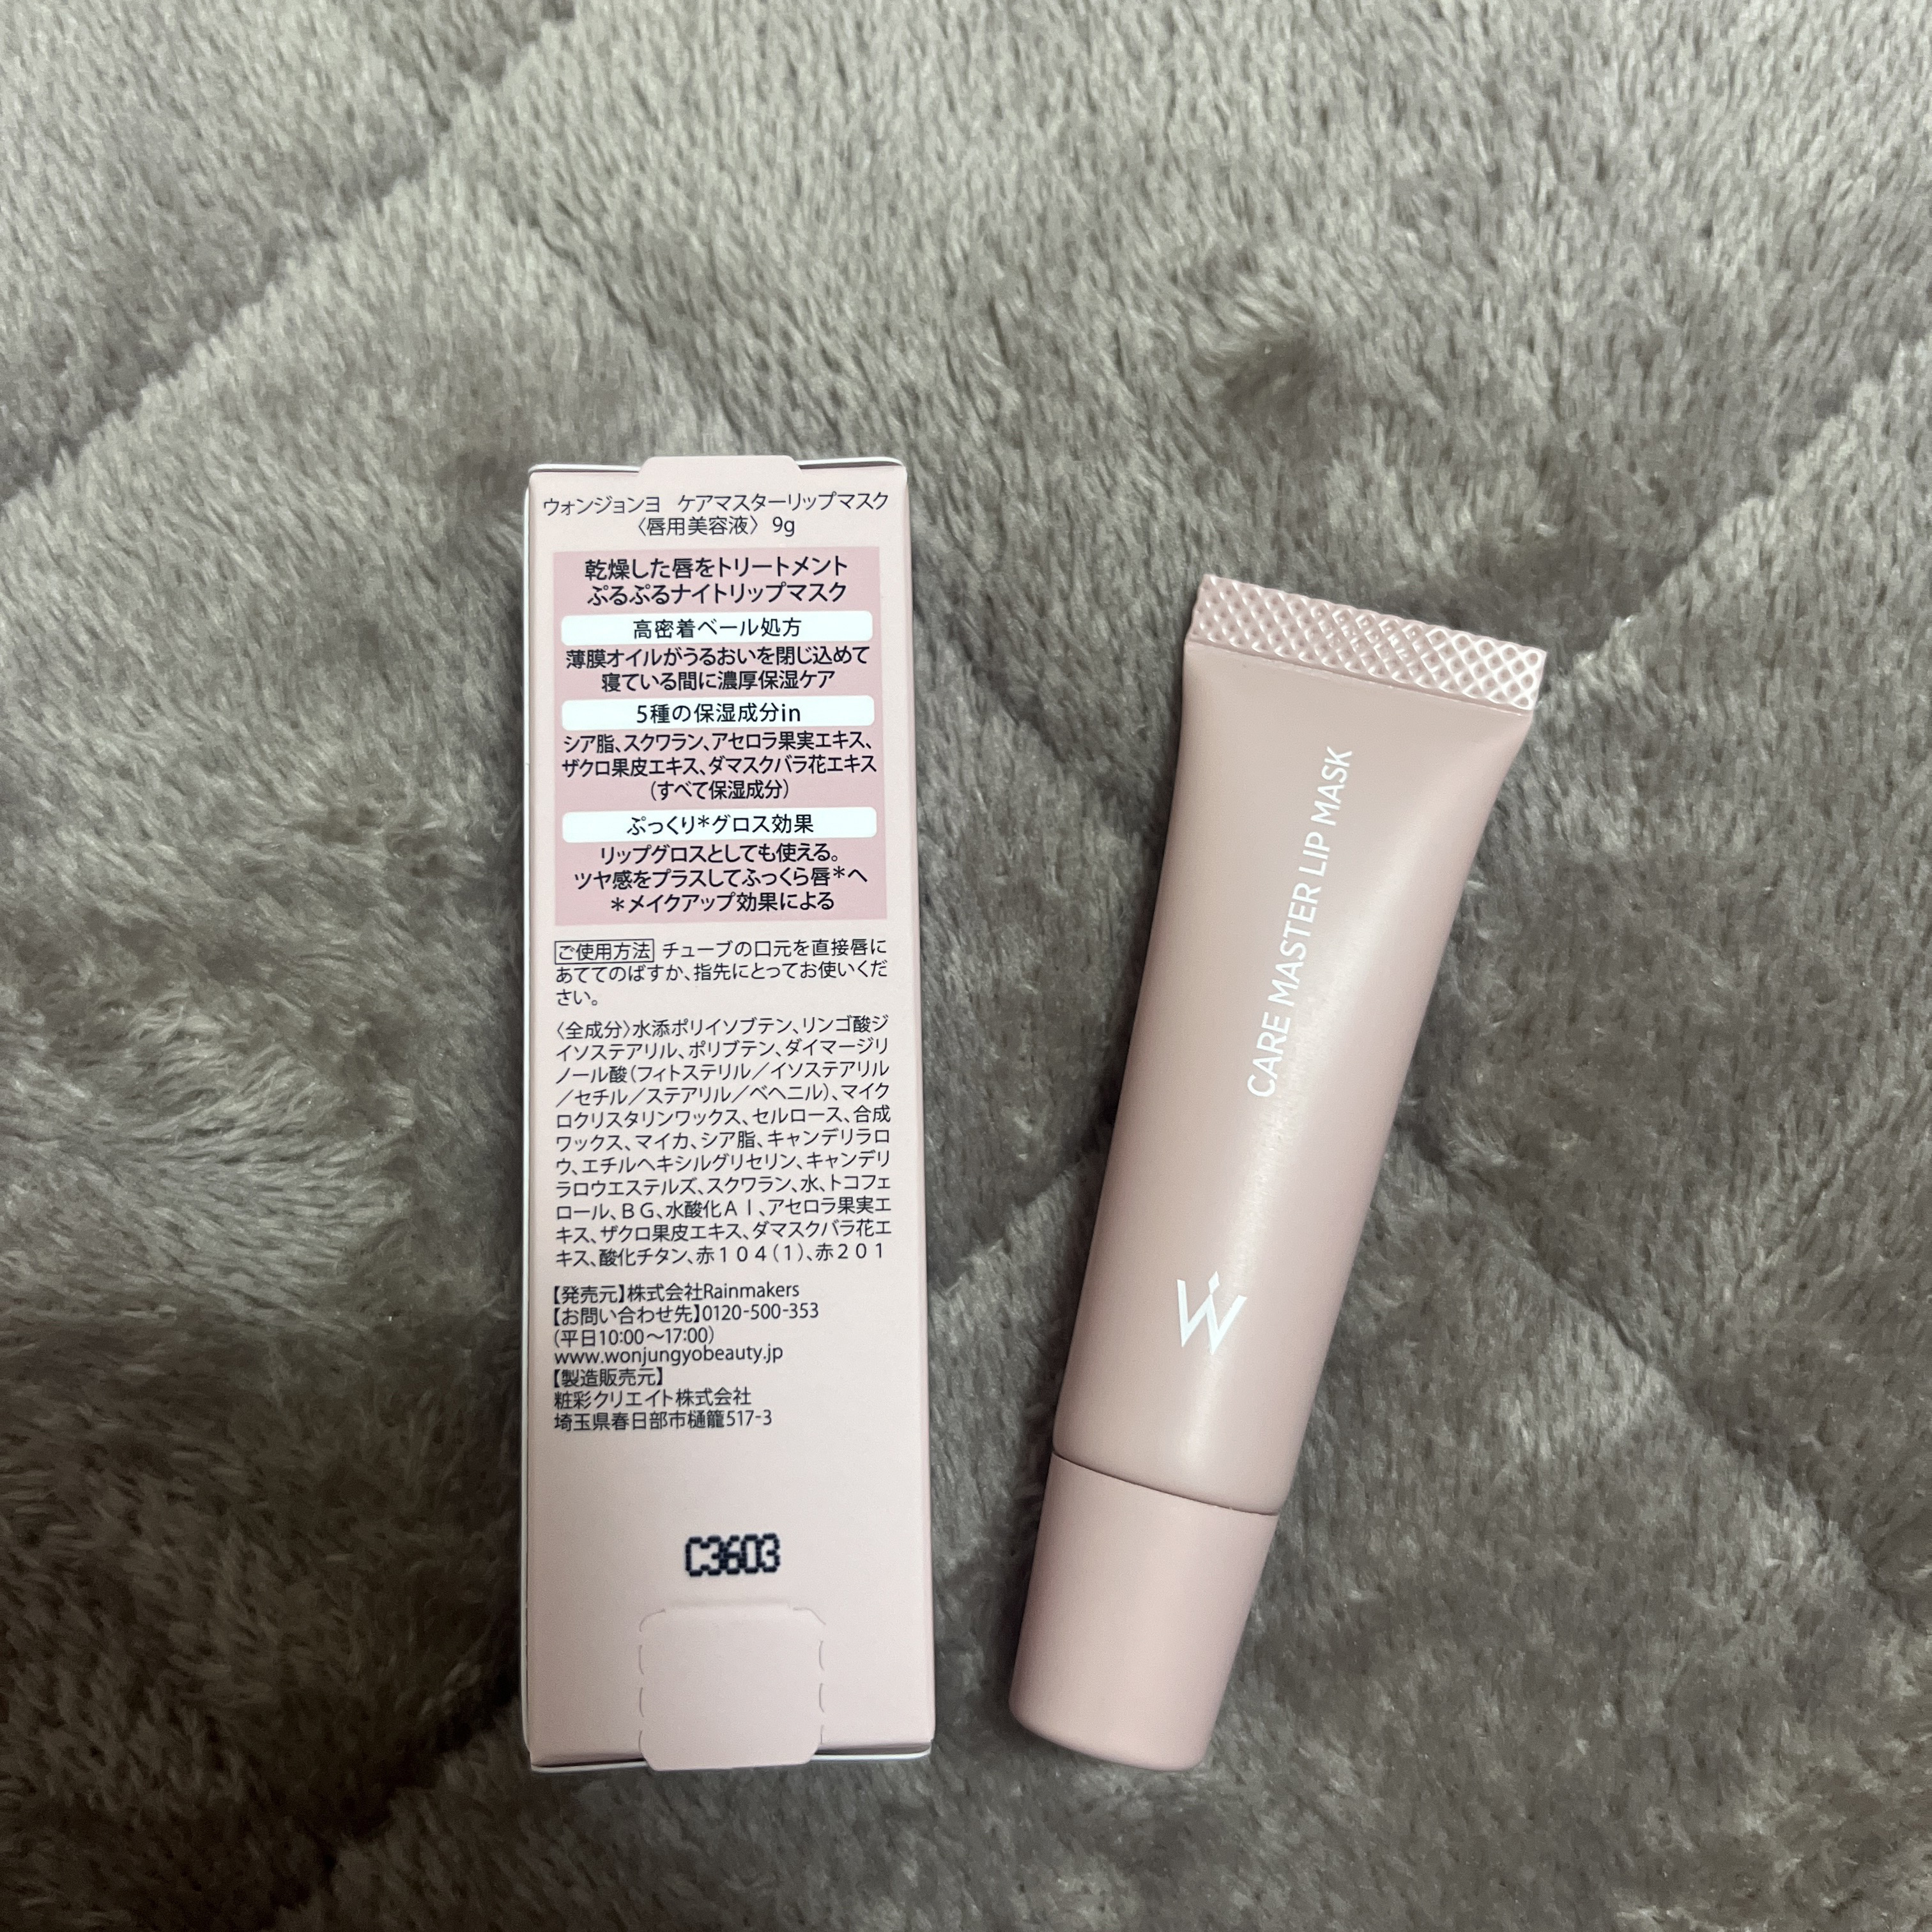 ウォンジョンヨ　ケアマスターリップマスク
〈唇用美容液〉 9g
乾燥した唇をトリートメント
ぷるぷるナイトリップマスク
高密着ベール処方
薄膜オイルがうるおいを閉じ込めて
寝ている間に濃厚保湿ケア
5種の保湿成分in
シア脂、スクワラン、アセロラ果実エキス、
ザクロ果皮エキス、ダマスクバラ花エキス
(すべて保湿成分)
ぷっくり*グロス効果
リップグロスとしても使える。
ツヤ感をプラスしてふっくら唇*へ
*メイクアップ効果による
ご使用方法 チューブの口元を直接唇に
あててのばすか、指先にとってお使いくだ
さい。
〈全成分〉水添ポリイソブテン、リンゴ酸ジ
イソステアリル、ポリブテン、ダイマージリ
ノール酸(フィトステリル／イソステアリル
／セチル／ステアリル／ベヘニル)、マイク
ロクリスタリンワックス、セルロース、合成
ワックス、マイカ、シア脂、キャンデリラロ
ウ、エチルヘキシルグリセリン、キャンデリ
ラロウエステルズ、スクワラン、水、トコフェ
ロール、ＢＧ、水酸化Ａｌ、アセロラ果実エ
キス、ザクロ果皮エキス、ダマスクバラ花エ
キス、酸化チタン、赤１０４(１)、赤２０１
【発売元】株式会社Rainmakers
【お問い合わせ先】0120-500-353
(平日10:00〜17:00)
www.wonjungyobeauty.jp
【製造販売元】
粧彩クリエイト株式会社
埼玉県春日部市樋籠517-3
C3603
CARE MASTER LIP MASK
W